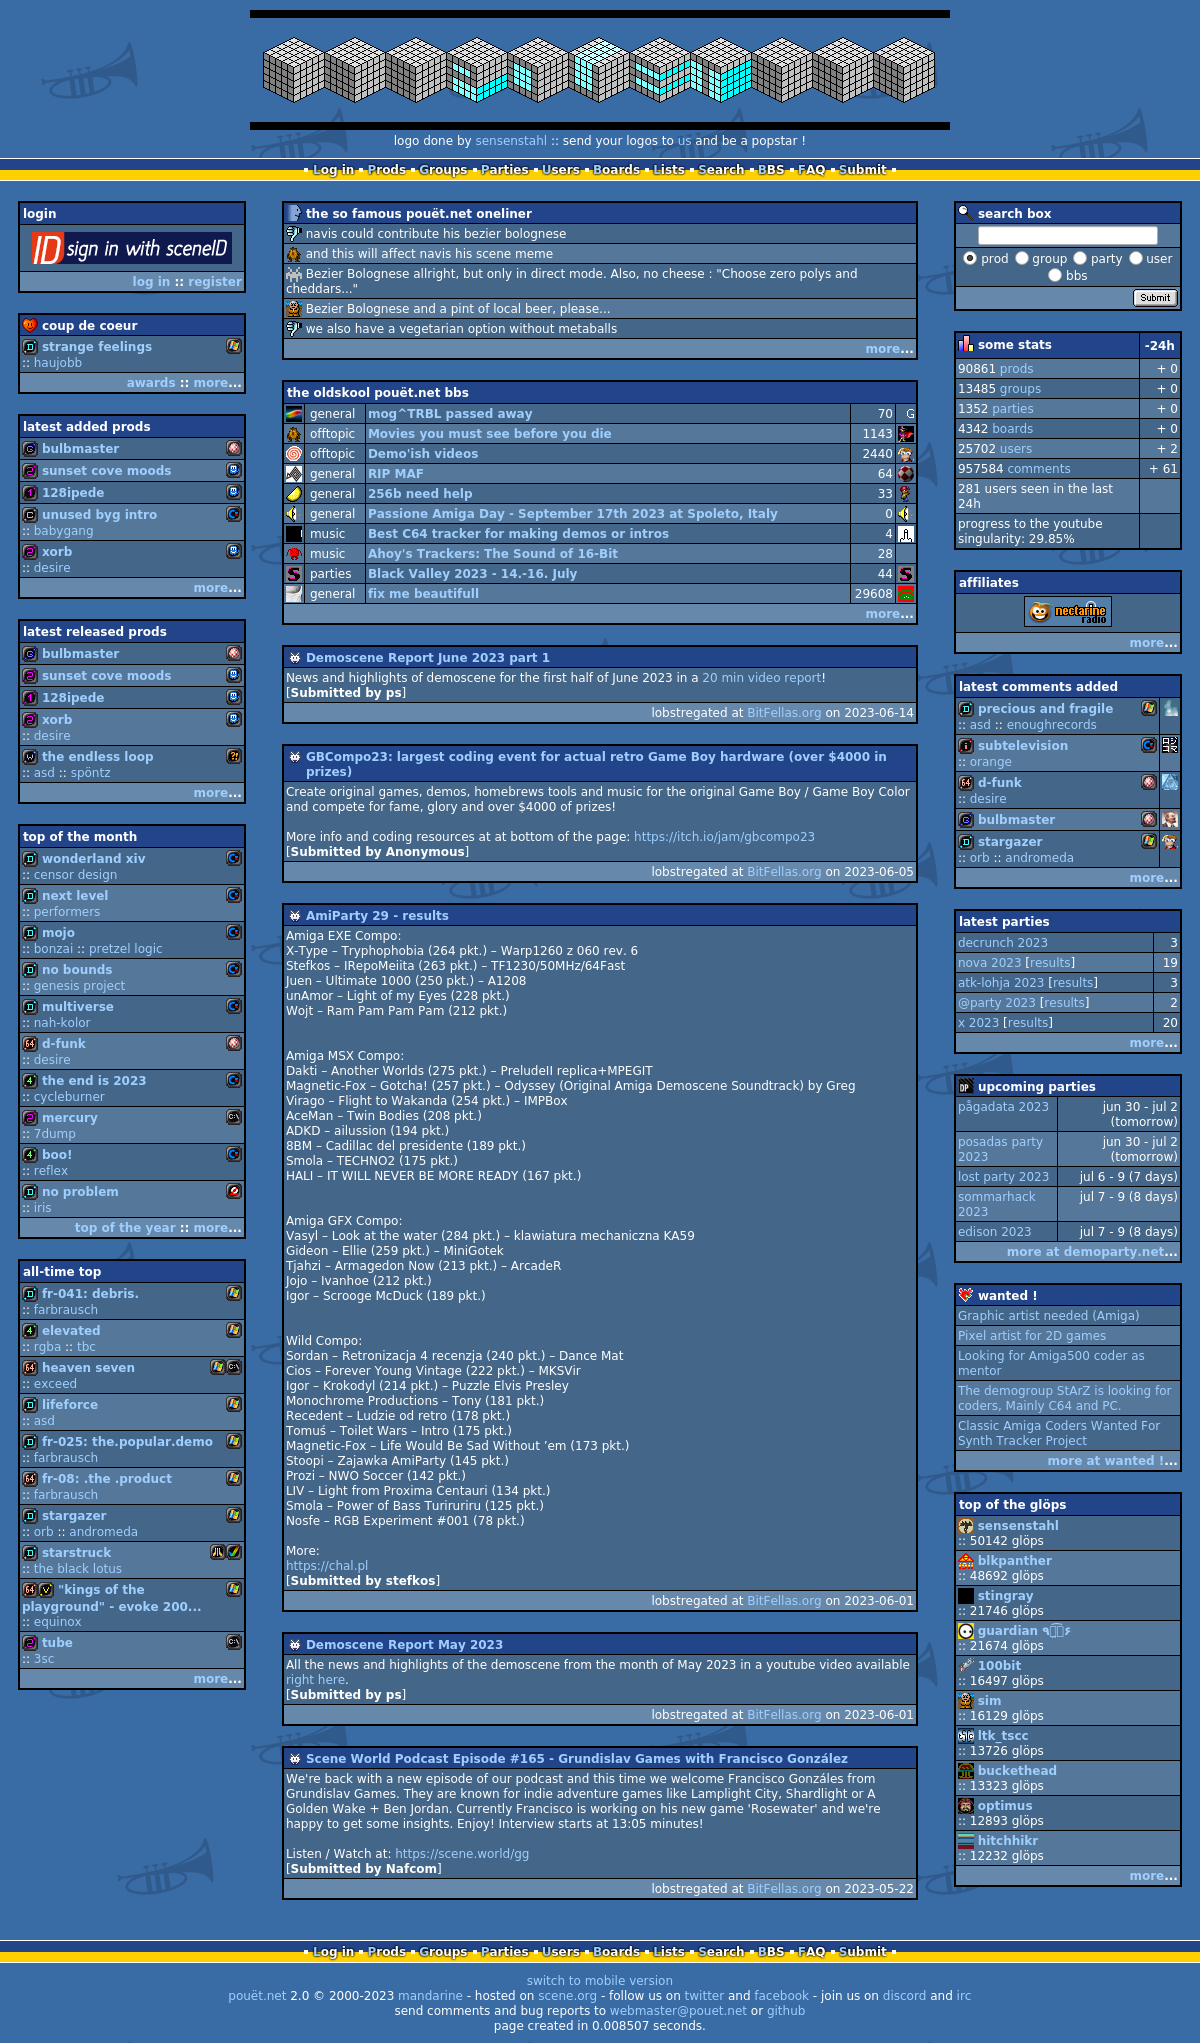 logo done by sensenstahl :: send your logos to us and be a popstar !
Log in Prods Groups Parties Users Boards Lists Search BBS FAQ Submit
login
ID sign in with sceneID
log in :: register
coup de coeur
strange feelings
:: haujobb
awards :: more...
latest added prods
bulbmaster
sunset cove moods
128ipede
unused byg intro
:: babygang
xorb
:: desire
more...
latest released prods
bulbmaster
sunset cove moods
128ipede
xorb
:: desire
the endless loop
:: asd :: spöntz
more...
top of the month
wonderland xiv
:: censor design
next level
:: performers
mojo
:: bonzai :: pretzel logic
no bounds
:: genesis project
multiverse
:: nah-kolor
d-funk
:: desire
the end is 2023
:: cycleburner
mercury
:: 7dump
boo!
:: reflex
no problem
:: iris
top of the year :: more...
all-time top
fr-041: debris.
:: farbrausch
elevated
:: rgba :: tbc
heaven seven
:: exceed
lifeforce
:: asd
fr-025: the.popular.demo
:: farbrausch
fr-08: .the .product
:: farbrausch
stargazer
:: orb :: andromeda
starstruck
:: the black lotus
"kings of the
playground" - evoke 200...
:: equinox
tube
:: 3sc
more...
the so famous pouët.net oneliner
navis could contribute his bezier bolognese
and this will affect navis his scene meme
Bezier Bolognese allright, but only in direct mode. Also, no cheese : "Choose zero polys and
cheddars..."
Bezier Bolognese and a pint of local beer, please...
we also have a vegetarian option without metaballs
more...
the oldskool pouët.net bbs
general mog^TRBL passed away 70 G
offtopic Movies you must see before you die 1143
offtopic Demo'ish videos 2440
general RIP MAF 64
general 256b need help 33
general Passione Amiga Day - September 17th 2023 at Spoleto, Italy 0
music Best C64 tracker for making demos or intros 4
music Ahoy's Trackers: The Sound of 16-Bit 28
parties Black Valley 2023 - 14.-16. July 44
general fix me beautifull 29608
more...
Demoscene Report June 2023 part 1
News and highlights of demoscene for the first half of June 2023 in a 20 min video report!
[Submitted by ps]
lobstregated at BitFellas.org on 2023-06-14
GBCompo23: largest coding event for actual retro Game Boy hardware (over $4000 in
prizes)
Create original games, demos, homebrews tools and music for the original Game Boy / Game Boy Color
and compete for fame, glory and over $4000 of prizes!
More info and coding resources at at bottom of the page: https://itch.io/jam/gbcompo23
[Submitted by Anonymous]
lobstregated at BitFellas.org on 2023-06-05
AmiParty 29 - results
Amiga EXE Compo:
X-Type – Tryphophobia (264 pkt.) – Warp1260 z 060 rev. 6
Stefkos – IRepoMeiita (263 pkt.) – TF1230/50MHz/64Fast
Juen – Ultimate 1000 (250 pkt.) – A1208
unAmor – Light of my Eyes (228 pkt.)
Wojt – Ram Pam Pam Pam (212 pkt.)
Amiga MSX Compo:
Dakti – Another Worlds (275 pkt.) – PreludeII replica+MPEGIT
Magnetic-Fox – Gotcha! (257 pkt.) – Odyssey (Original Amiga Demoscene Soundtrack) by Greg
Virago – Flight to Wakanda (254 pkt.) – IMPBox
AceMan – Twin Bodies (208 pkt.)
ADKD – ailussion (194 pkt.)
8BM – Cadillac del presidente (189 pkt.)
Smola – TECHNO2 (175 pkt.)
HALI – IT WILL NEVER BE MORE READY (167 pkt.)
Amiga GFX Compo:
Vasyl – Look at the water (284 pkt.) – klawiatura mechaniczna KA59
Gideon – Ellie (259 pkt.) – MiniGotek
Tjahzi – Armagedon Now (213 pkt.) – ArcadeR
Jojo – Ivanhoe (212 pkt.)
Igor – Scrooge McDuck (189 pkt.)
Wild Compo:
Sordan – Retronizacja 4 recenzja (240 pkt.) – Dance Mat
Cios – Forever Young Vintage (222 pkt.) – MKSVir
Igor – Krokodyl (214 pkt.) – Puzzle Elvis Presley
Monochrome Productions – Tony (181 pkt.)
Recedent – Ludzie od retro (178 pkt.)
Tomuś – Toilet Wars – Intro (175 pkt.)
Magnetic-Fox – Life Would Be Sad Without ’em (173 pkt.)
Stoopi – Zajawka AmiParty (145 pkt.)
Prozi – NWO Soccer (142 pkt.)
LIV – Light from Proxima Centauri (134 pkt.)
Smola – Power of Bass Turiruriru (125 pkt.)
Nosfe – RGB Experiment #001 (78 pkt.)
More:
https://chal.pl
[Submitted by stefkos]
lobstregated at BitFellas.org on 2023-06-01
Demoscene Report May 2023
All the news and highlights of the demoscene from the month of May 2023 in a youtube video available
right here.
[Submitted by ps]
lobstregated at BitFellas.org on 2023-06-01
Scene World Podcast Episode #165 - Grundislav Games with Francisco González
We're back with a new episode of our podcast and this time we welcome Francisco Gonzáles from
Grundislav Games. They are known for indie adventure games like Lamplight City, Shardlight or A
Golden Wake + Ben Jordan. Currently Francisco is working on his new game 'Rosewater' and we're
happy to get some insights. Enjoy! Interview starts at 13:05 minutes!
Listen / Watch at: https://scene.world/gg
[Submitted by Nafcom]
lobstregated at BitFellas.org on 2023-05-22
search box
prod group party user
bbs
Submit
some stats -24h
90861 prods + 0
13485 groups + 0
1352 parties + 0
4342 boards + 0
25702 users + 2
957584 comments + 61
281 users seen in the last
24h
progress to the youtube
singularity: 29.85%
affiliates
nectarine
radio
more...
latest comments added
precious and fragile
:: asd :: enoughrecords
subtelevision
:: orange
d-funk
:: desire
bulbmaster
stargazer
:: orb :: andromeda
more...
latest parties
decrunch 2023 3
nova 2023 [results] 19
atk-lohja 2023 [results] 3
@party 2023 [results] 2
x 2023 [results] 20
more...
upcoming parties
pågadata 2023 jun 30 - jul 2
(tomorrow)
posadas party jun 30 - jul 2
2023 (tomorrow)
lost party 2023 jul 6 - 9 (7 days)
sommarhack jul 7 - 9 (8 days)
2023
edison 2023 jul 7 - 9 (8 days)
more at demoparty.net...
wanted !
Graphic artist needed (Amiga)
Pixel artist for 2D games
Looking for Amiga500 coder as
mentor
The demogroup StArZ is looking for
coders, Mainly C64 and PC.
Classic Amiga Coders Wanted For
Synth Tracker Project
more at wanted !...
top of the glöps
sensenstahl
:: 50142 glöps
blkpanther
:: 48692 glöps
stingray
:: 21746 glöps
guardian
:: 21674 glöps
100bit
:: 16497 glöps
sim
:: 16129 glöps
ltk_tscc
:: 13726 glöps
buckethead
:: 13323 glöps
optimus
:: 12893 glöps
hitchhikr
:: 12232 glöps
more...
Log in Prods Groups Parties Users Boards Lists Search BBS FAQ Submit
switch to mobile version
pouët.net 2.0 © 2000-2023 mandarine - hosted on scene.org - follow us on twitter and facebook - join us on discord and irc
send comments and bug reports to webmaster@pouet.net or github
page created in 0.008507 seconds.